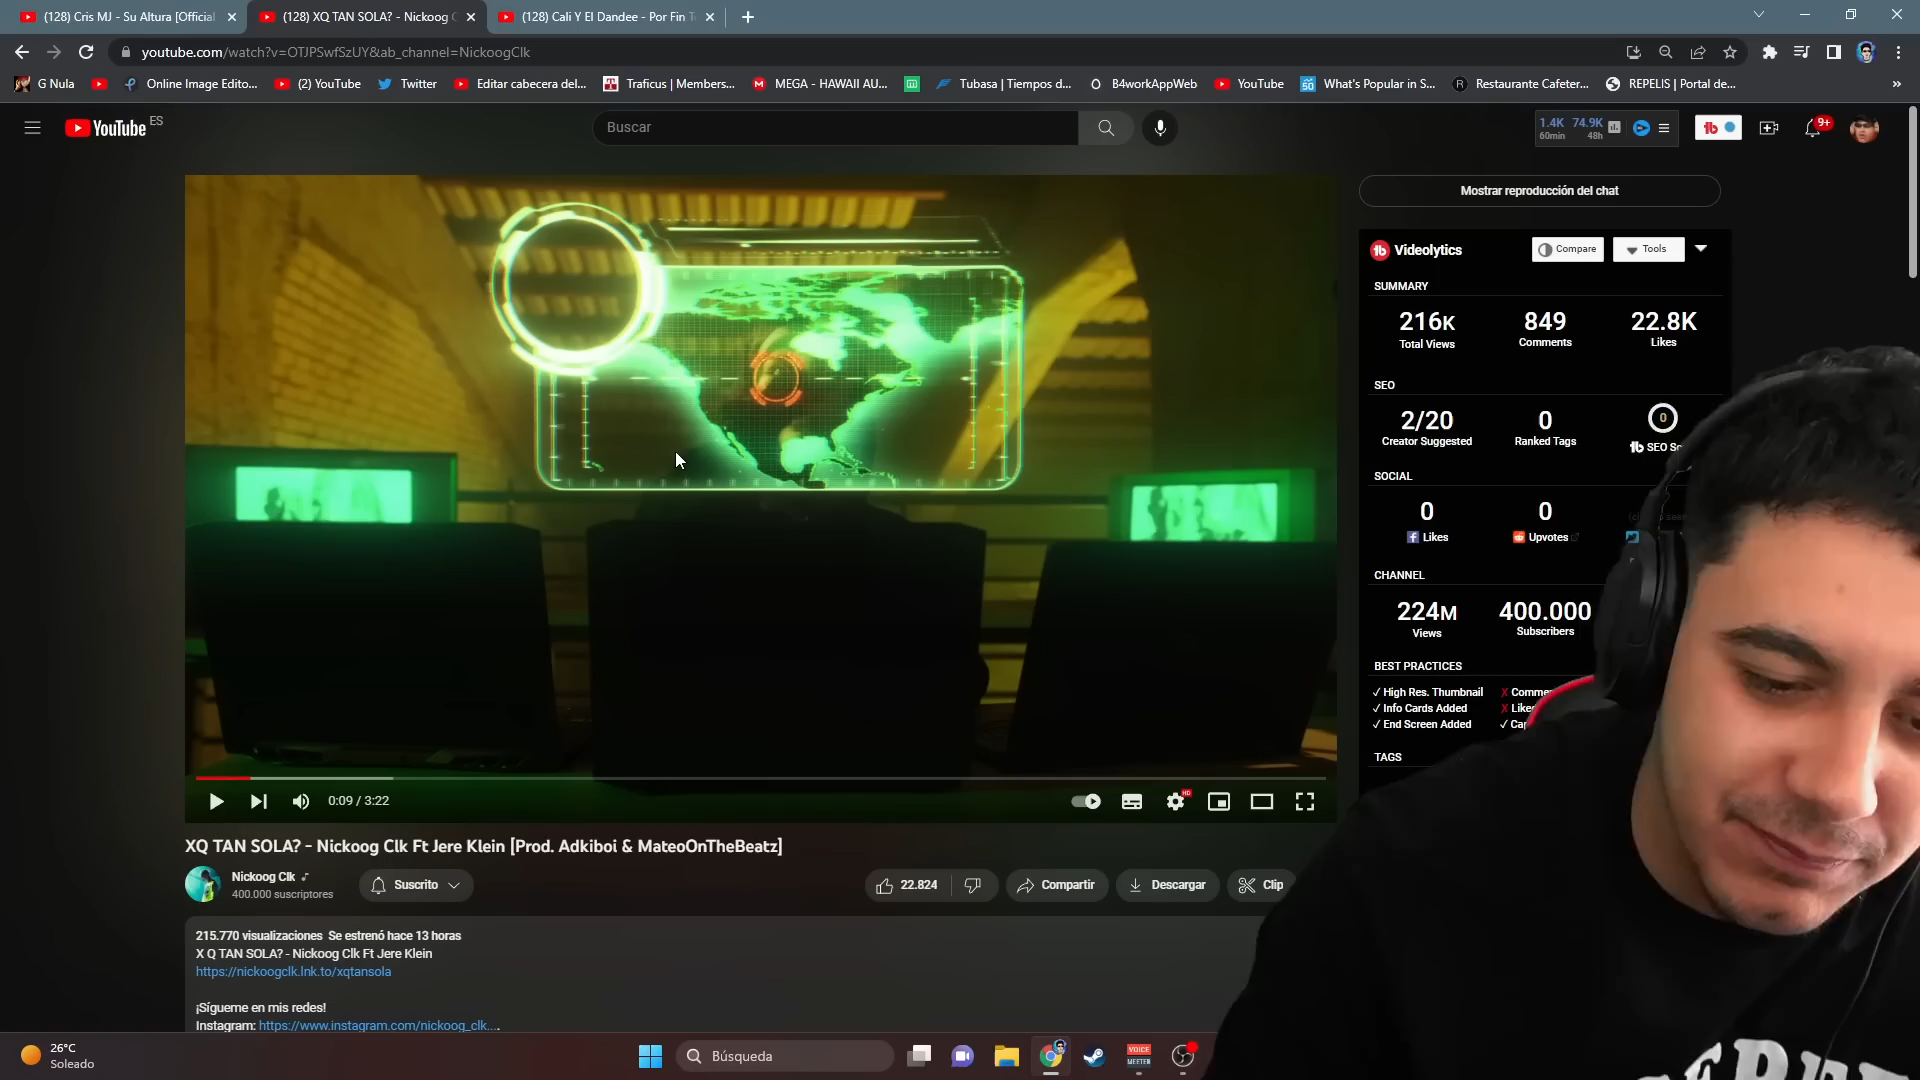 (128) Cris MJ - Su Altura [Official
(128) XQ TAN SOLA? - Nickoog C
(128) Cali Y El Dandee - Por Fin T
youtube.com/watch?v=OTJPSwfSzUY&ab_channel=NickoogClk
G Nula
Online Image Edito...
(2) YouTube
Twitter
Editar cabecera del...
Traficus | Members...
MEGA - HAWAII AU...
Tubasa | Tiempos d...
B4workAppWeb
YouTube
What's Popular in S...
Restaurante Cafeter...
REPELIS | Portal de...
YouTube ES
Buscar
1.4K 74.9K
60min 48h
9+
Mostrar reproducción del chat
Videolytics
Compare
Tools
SUMMARY
216K 849 22.8K
Total Views Comments Likes
SEO
2/20 0 0
Creator Suggested Ranked Tags SEO
SOCIAL
0 0
Likes Upvotes
CHANNEL
224M 400.000
Views Subscribers
BEST PRACTICES
✓ High Res. Thumbnail
✓ Info Cards Added
✓ End Screen Added
TAGS
0:09 / 3:22
HD
XQ TAN SOLA? - Nickoog Clk Ft Jere Klein [Prod. Adkiboi & MateoOnTheBeatz]
Nickoog Clk
400.000 suscriptores
Suscrito
22.824
Compartir
Descargar
Clip
215.770 visualizaciones Se estrenó hace 13 horas
X Q TAN SOLA? - Nickoog Clk Ft Jere Klein
https://nickoogclk.lnk.to/xqtansola
¡Sígueme en mis redes!
Instagram: https://www.instagram.com/nickoog_clk....
26°C
Soleado
Búsqueda
VOICE
MEETER